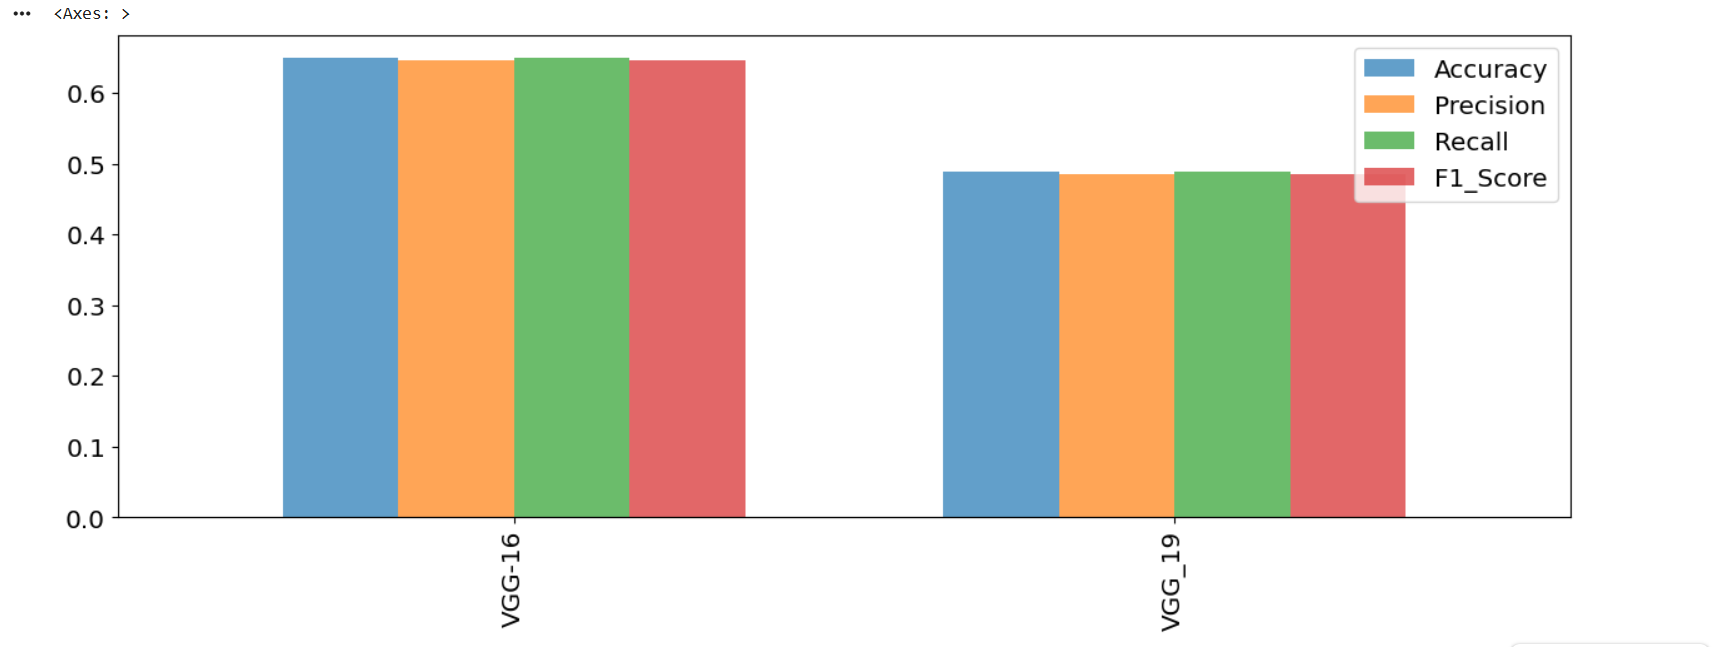 ••• <Axes: >
Accuracy
Precision
Recall
F1_Score
0.6
0.5
0.4
0.3
0.2
0.1
0.0
VGG-16
VGG_19